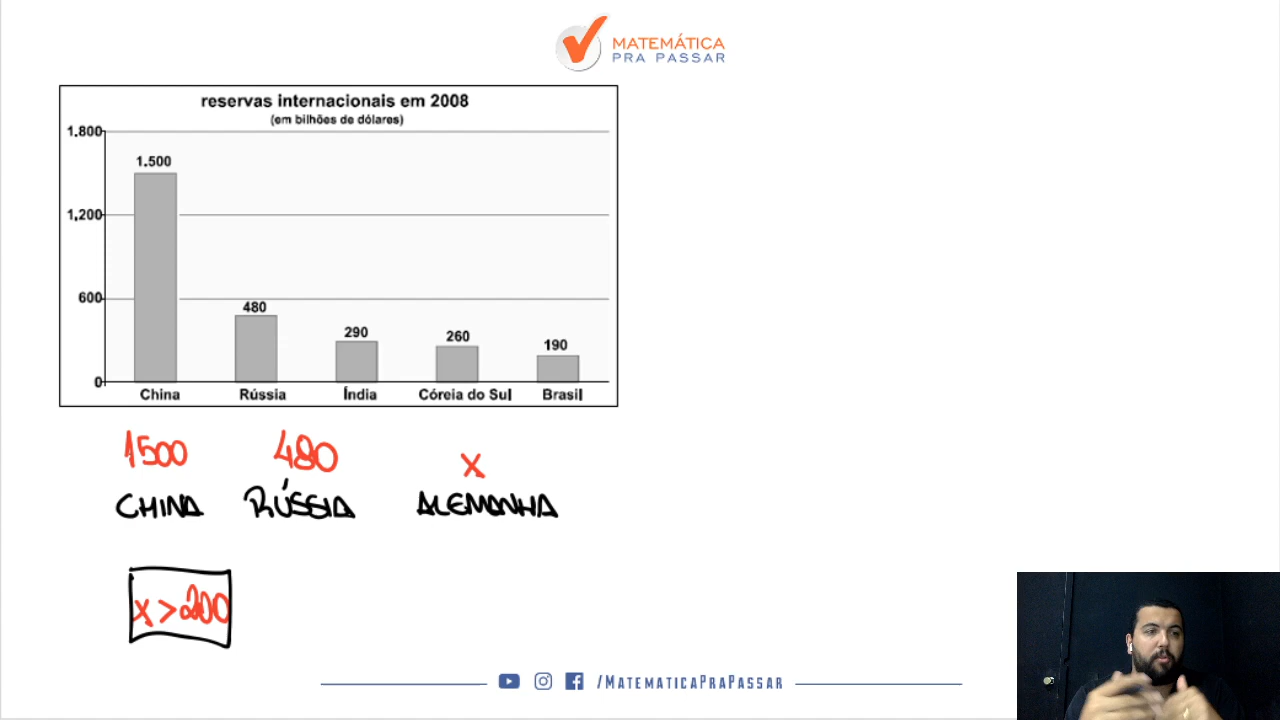 MATEMÁTICA
PRA PASSAR
reservas internacionais em 2008
(em bilhões de dólares)
1.800
1.500
1,200
600
480
290
260
190
0
China Rússia Índia Córeia do Sul Brasil
1500 480 x
CHINA RÚSSIA ALEMANHA
x > 200
/MATEMATICAPRAPASSAR